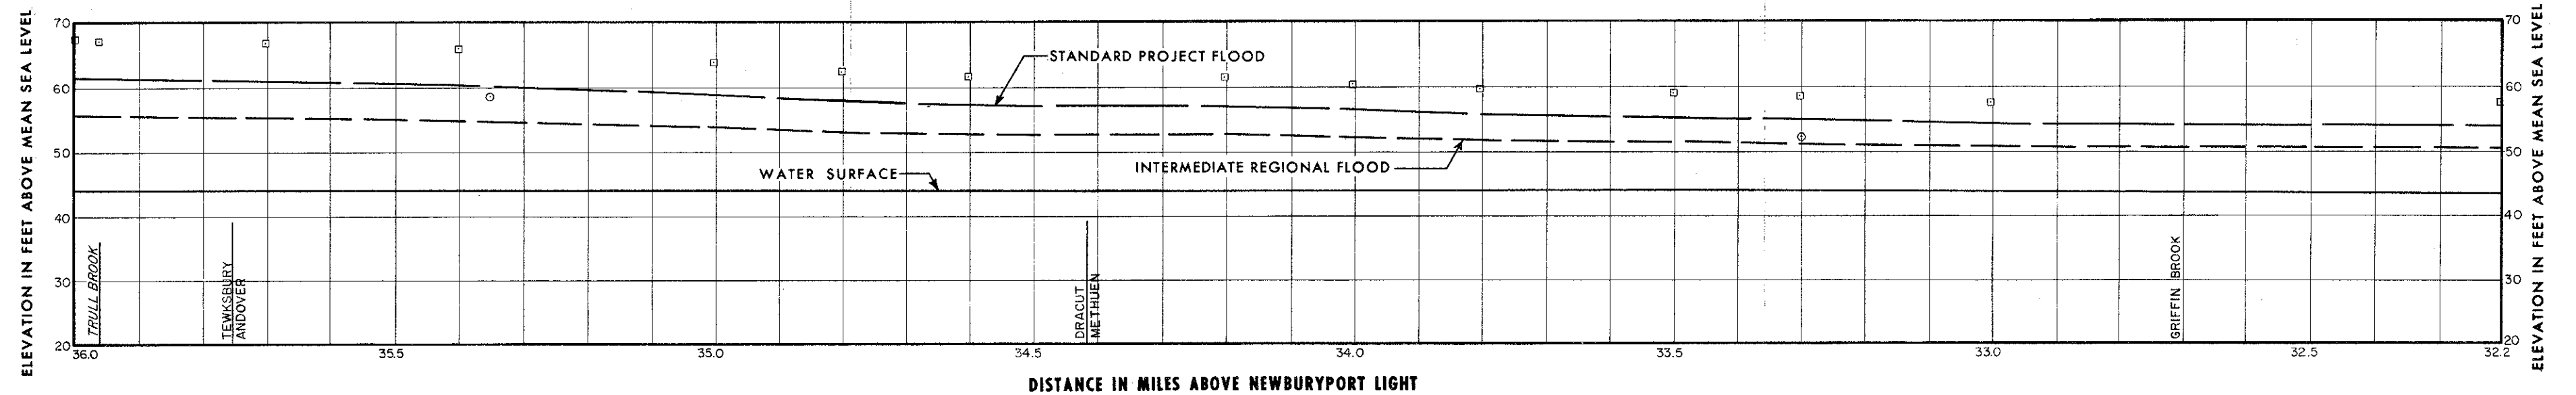 ELEVATION IN FEET ABOVE MEAN SEA LEVEL
70
60
50
40
30
20
STANDARD PROJECT FLOOD
INTERMEDIATE REGIONAL FLOOD
WATER SURFACE
TRULL BROOK
TEWKSBURY
ANDOVER
DRACUT
METHUEN
GRIFFIN BROOK
70
60
50
40
30
20
ELEVATION IN FEET ABOVE MEAN SEA LEVEL
36.0
35.5
35.0
34.5
34.0
33.5
33.0
32.5
32.2
DISTANCE IN MILES ABOVE NEWBURYPORT LIGHT